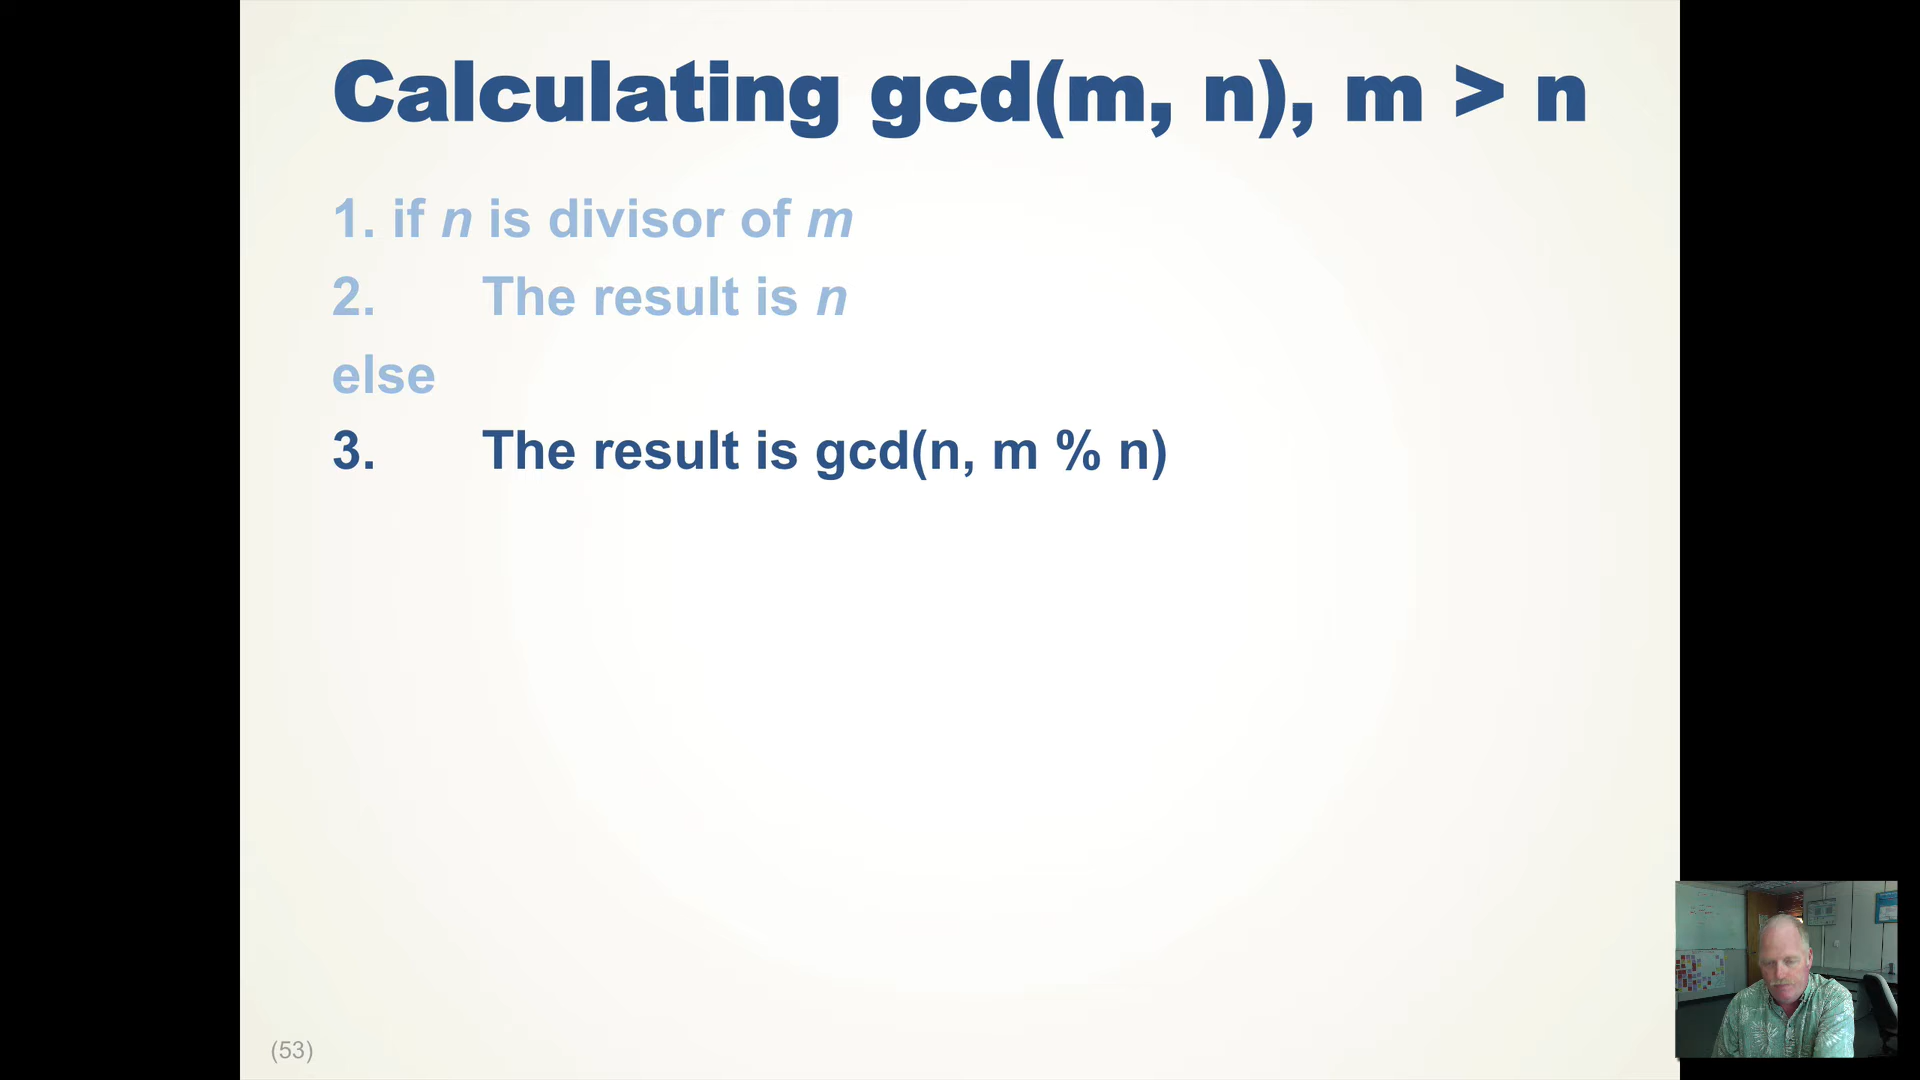 Calculating gcd(m, n), m > n
1. if n is divisor of m
2. The result is n
else
3. The result is gcd(n, m % n)
(53)